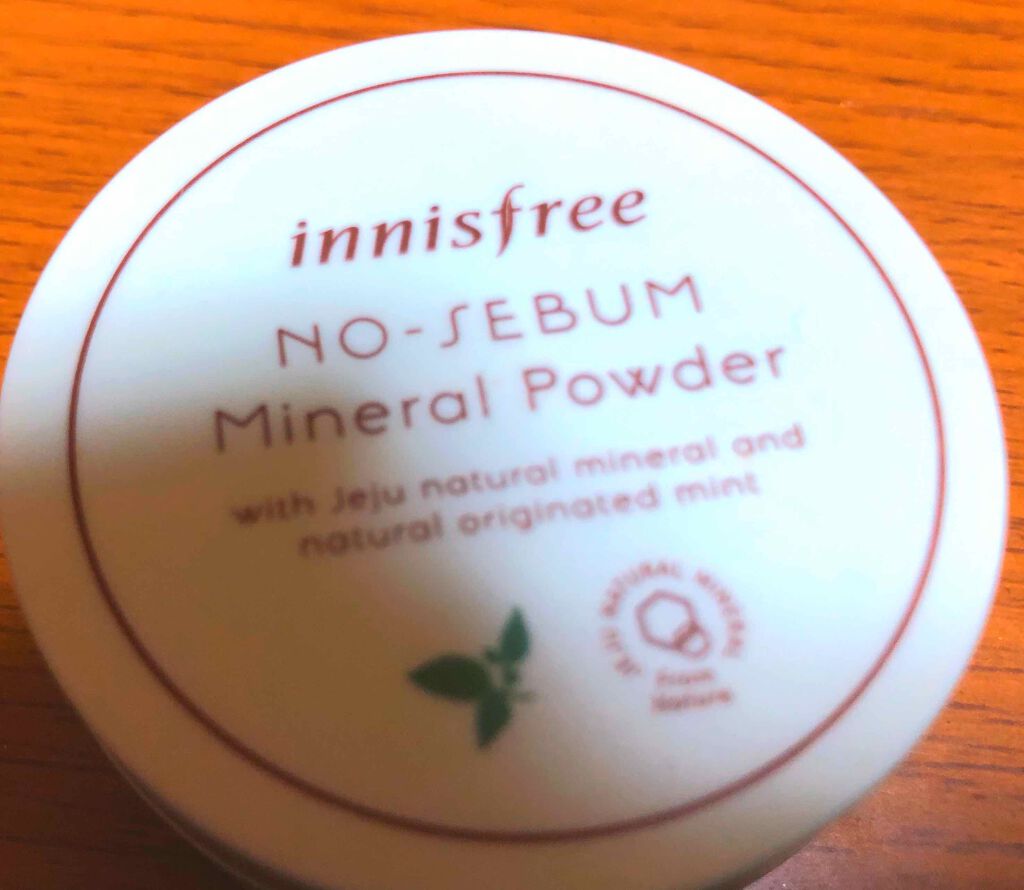 innisfree
NO-SEBUM
Mineral Powder
with Jeju natural mineral and
natural originated mint
JEJU NATURAL MINERAL
from
Nature